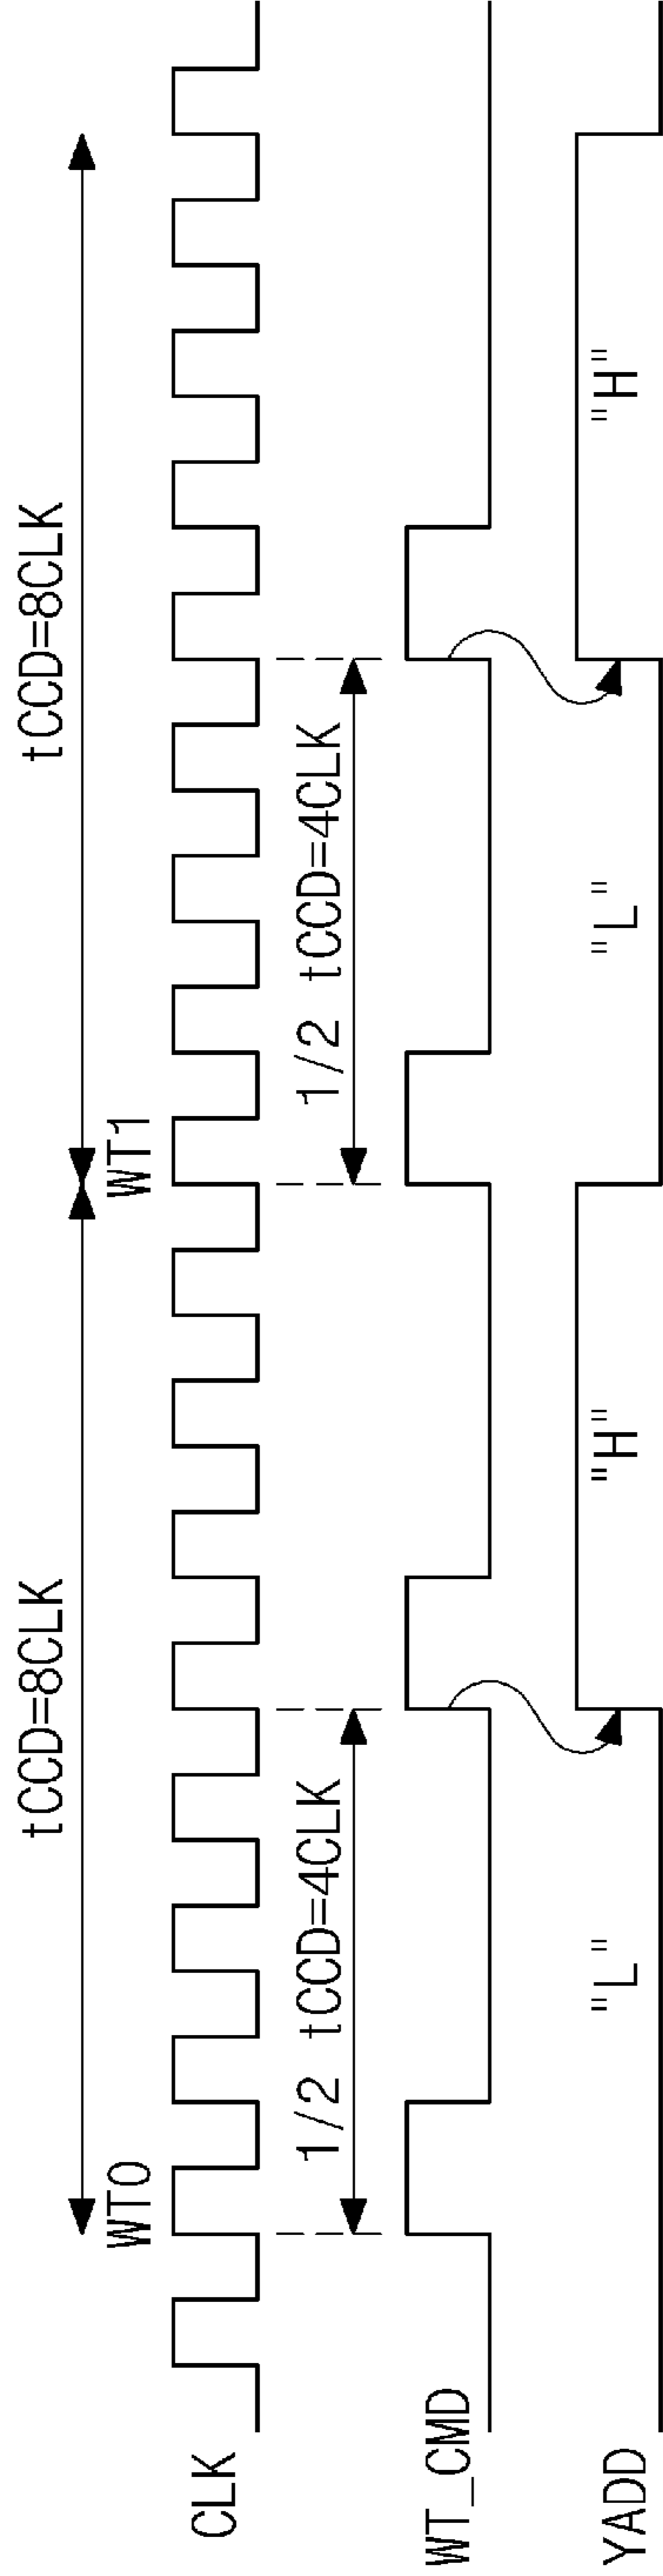 tCCD=8CLK
tCCD=8CLK
WT0
WT1
CLK
1/2 tCCD=4CLK
1/2 tCCD=4CLK
WT_CMD
YADD
"L"
"H"
"L"
"H"